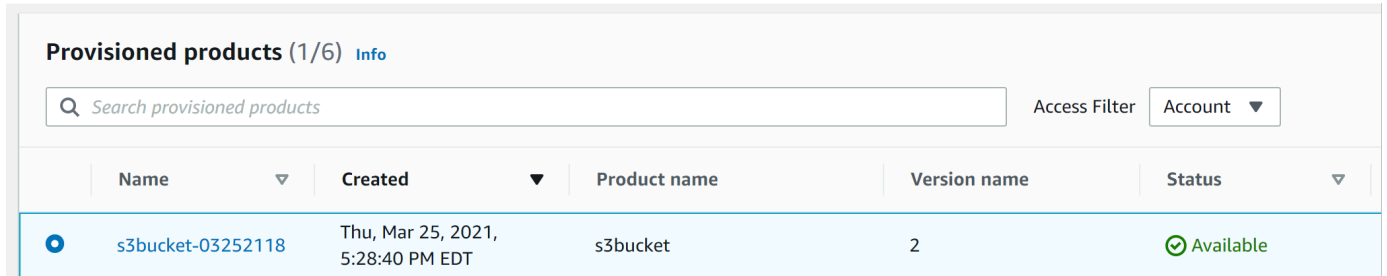 Provisioned products (1/6) Info
Search provisioned products Access Filter Account
Name Created Product name Version name Status
s3bucket-03252118 Thu, Mar 25, 2021, s3bucket 2 Available
5:28:40 PM EDT